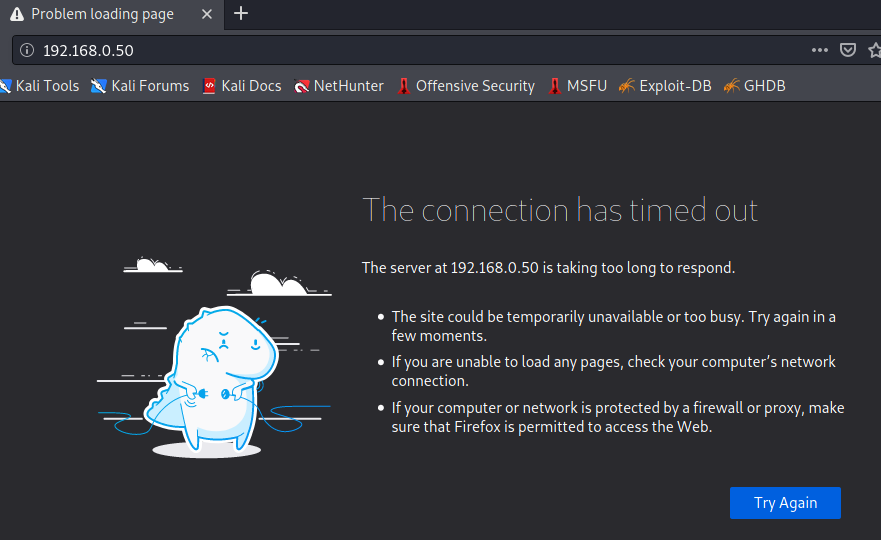 Problem loading page
192.168.0.50
Kali Tools Kali Forums Kali Docs NetHunter Offensive Security MSFU Exploit-DB GHDB
The connection has timed out
The server at 192.168.0.50 is taking too long to respond.
The site could be temporarily unavailable or too busy. Try again in a
few moments.
If you are unable to load any pages, check your computer’s network
connection.
If your computer or network is protected by a firewall or proxy, make
sure that Firefox is permitted to access the Web.
Try Again